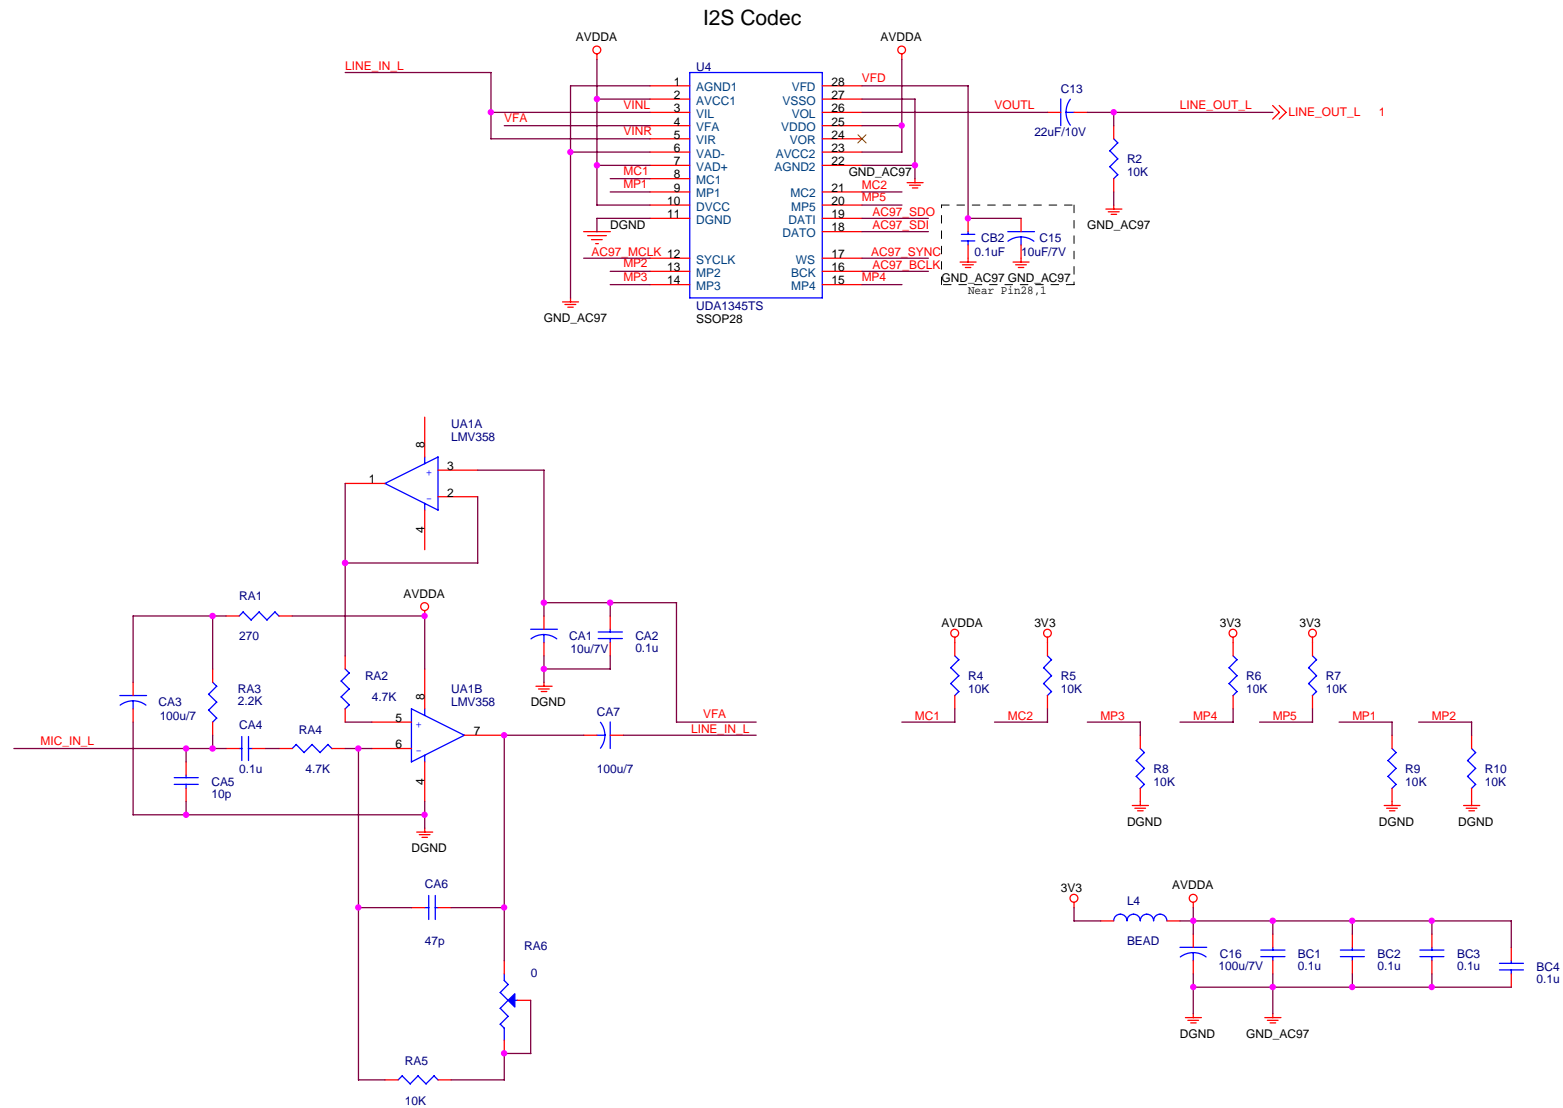 I2S Codec
AVDDA
AVDDA
LINE_IN_L
U4
1 AGND1 VFD 28 VFD
2 AVCC1 VSSO 27
VINL 3 VIL VOL 26 VOUTL
VFA 4 VFA VDDO 25
VINR 5 VIR VOR 24
6 VAD- AVCC2 23
7 VAD+ AGND2 22
MC1 8 MC1
MP1 9 MP1 MC2 21 MC2
10 DVCC MP5 20 MP5
DGND 11 DGND DATI 19 AC97_SDO
DATO 18 AC97_SDI
AC97_MCLK 12 SYCLK WS 17 AC97_SYNC
MP2 13 MP2 BCK 16 AC97_BCLK
MP3 14 MP3 MP4 15 MP4
UDA1345TS
SSOP28
GND_AC97
GND_AC97
C13
22uF/10V
LINE_OUT_L
LINE_OUT_L 1
R2
10K
GND_AC97
CB2
0.1uF
C15
10uF/7V
GND_AC97 GND_AC97
Near Pin28,1
UA1A
LMV358
8
3
+
1
2
-
4
RA1
270
AVDDA
CA1
10u/7V
CA2
0.1u
DGND
CA3
100u/7
RA3
2.2K
RA2
4.7K
UA1B
LMV358
8
5
+
7
6
-
4
CA7
100u/7
VFA
LINE_IN_L
MIC_IN_L
CA4
0.1u
RA4
4.7K
CA5
10p
DGND
CA6
47p
RA6
0
RA5
10K
AVDDA
R4
10K
MC1
3V3
R5
10K
MC2
MP3
R8
10K
DGND
3V3
R6
10K
MP4
3V3
R7
10K
MP5
MP1
R9
10K
DGND
MP2
R10
10K
DGND
3V3
L4
BEAD
AVDDA
C16
100u/7V
BC1
0.1u
BC2
0.1u
BC3
0.1u
BC4
0.1u
DGND
GND_AC97